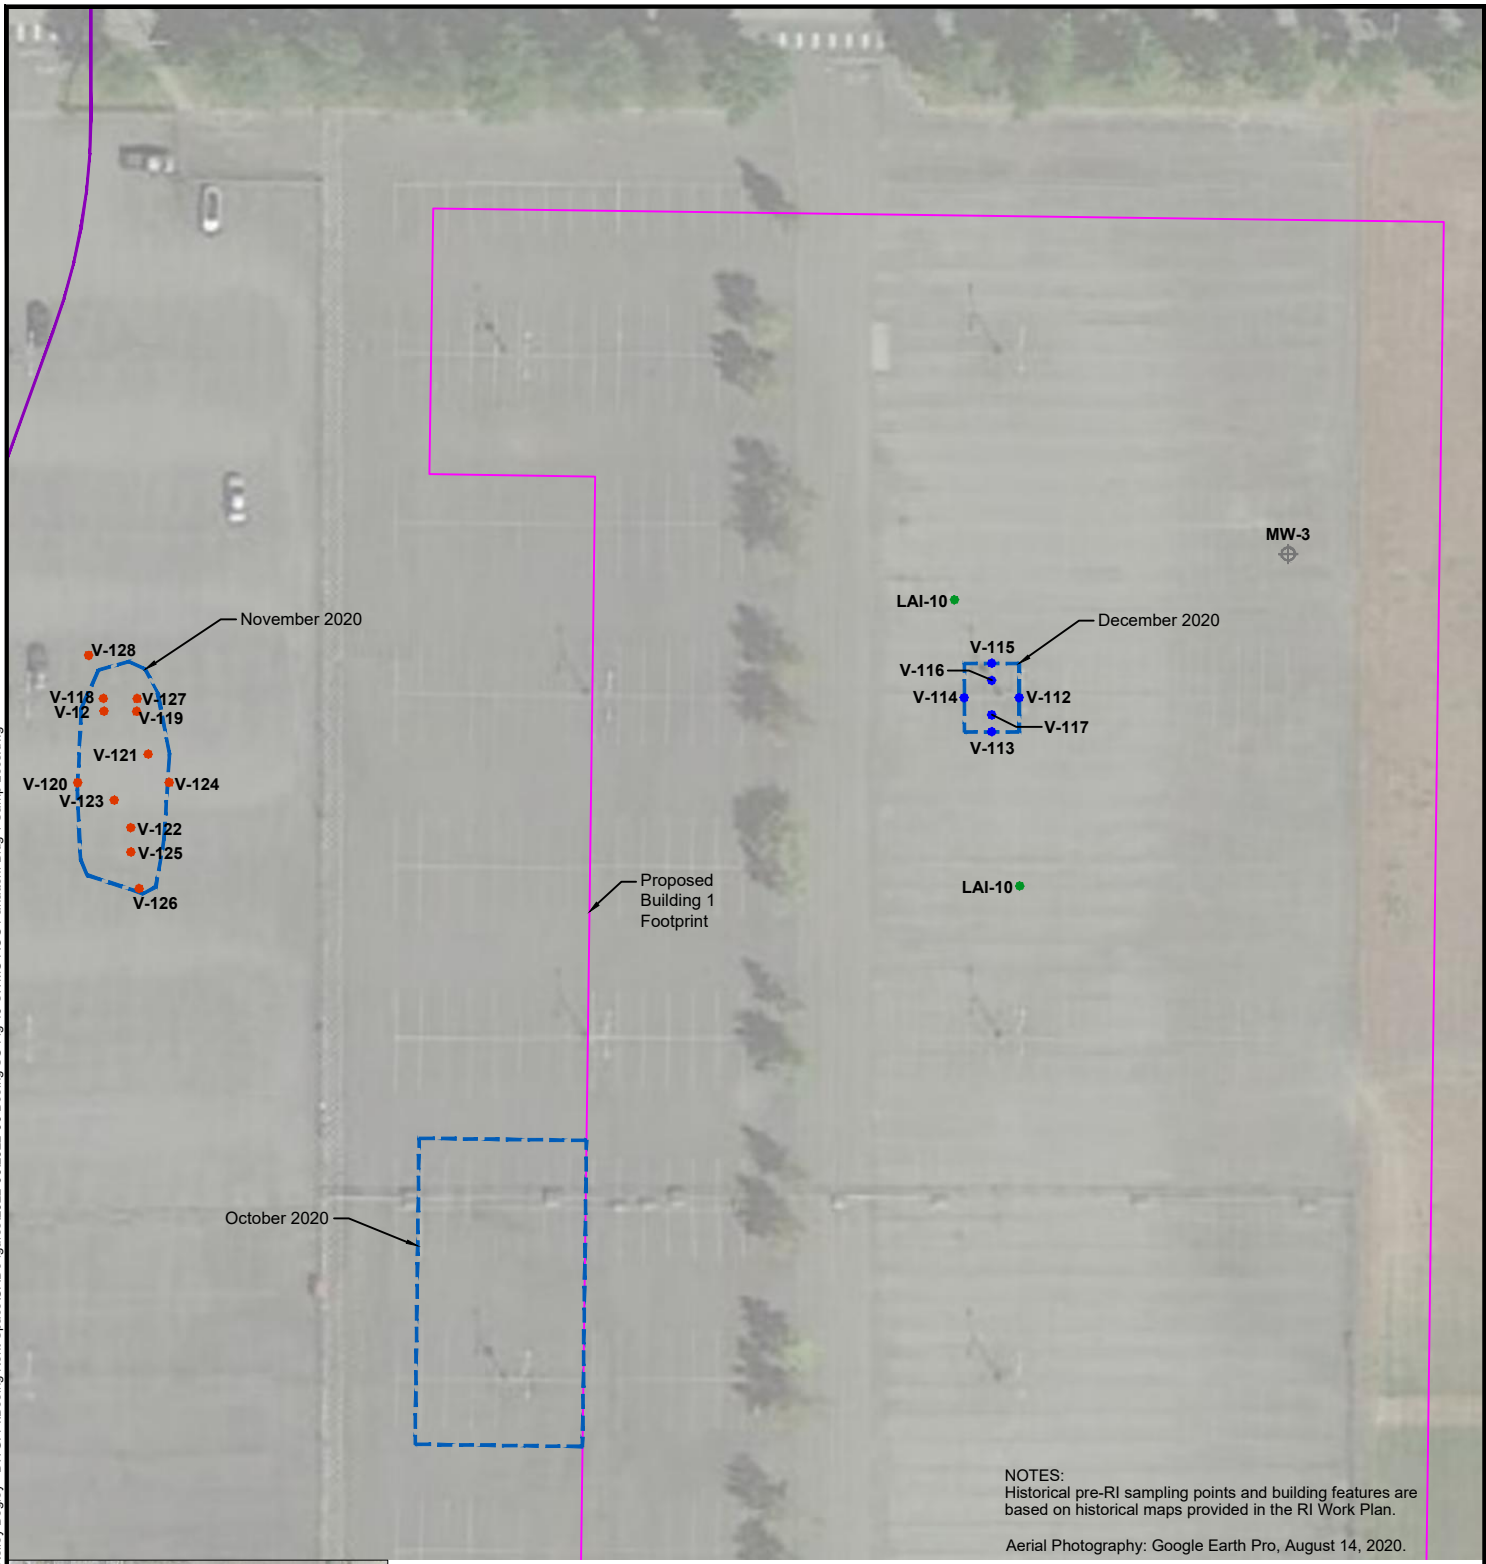 MW-3
LAI-10
November 2020
December 2020
V-128
V-115
V-116
V-118
V-127
V-114
V-112
V-12
V-119
V-117
V-113
V-121
V-120
V-124
V-123
V-122
V-125
Proposed
Building 1
Footprint
LAI-10
V-126
October 2020
NOTES:
Historical pre-RI sampling points and building features are
based on historical maps provided in the RI Work Plan.
Aerial Photography: Google Earth Pro, August 14, 2020.